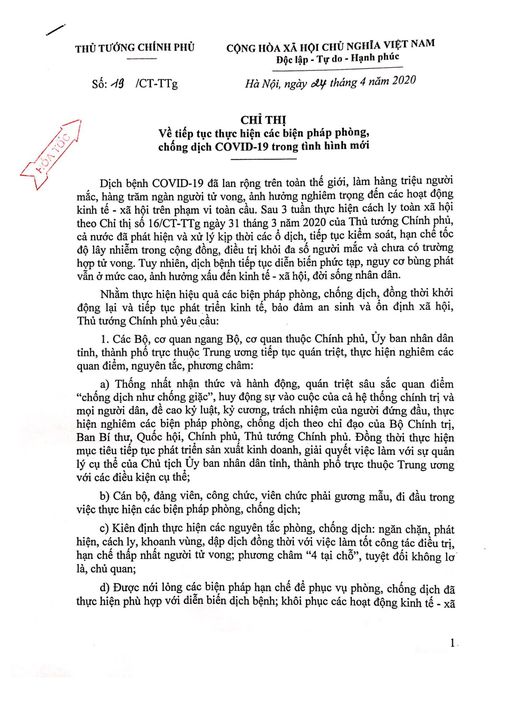 THỦ TƯỚNG CHÍNH PHỦ
CỘNG HÒA XÃ HỘI CHỦ NGHĨA VIỆT NAM
Độc lập - Tự do - Hạnh phúc
Số: 19 /CT-TTg
Hà Nội, ngày 24 tháng 4 năm 2020
HỎA TỐC
CHỈ THỊ
Về tiếp tục thực hiện các biện pháp phòng,
chống dịch COVID-19 trong tình hình mới
Dịch bệnh COVID-19 đã lan rộng trên toàn thế giới, làm hàng triệu người
mắc, hàng trăm ngàn người tử vong, ảnh hưởng nghiêm trọng đến các hoạt động
kinh tế - xã hội trên phạm vi toàn cầu. Sau 3 tuần thực hiện cách ly toàn xã hội
theo Chỉ thị số 16/CT-TTg ngày 31 tháng 3 năm 2020 của Thủ tướng Chính phủ,
cả nước đã phát hiện và xử lý kịp thời các ổ dịch, tiếp tục kiểm soát, hạn chế tốc
độ lây nhiễm trong cộng đồng, điều trị khỏi đa số người mắc và chưa có trường
hợp tử vong. Tuy nhiên, dịch bệnh tiếp tục diễn biến phức tạp, nguy cơ bùng phát
vẫn ở mức cao, ảnh hưởng xấu đến kinh tế - xã hội, đời sống nhân dân.
Nhằm thực hiện hiệu quả các biện pháp phòng, chống dịch, đồng thời khởi
động lại và tiếp tục phát triển kinh tế, bảo đảm an sinh và ổn định xã hội,
Thủ tướng Chính phủ yêu cầu:
1. Các Bộ, cơ quan ngang Bộ, cơ quan thuộc Chính phủ, Ủy ban nhân dân
tỉnh, thành phố trực thuộc Trung ương tiếp tục quán triệt, thực hiện nghiêm các
quan điểm, nguyên tắc, phương châm:
a) Thống nhất nhận thức và hành động, quán triệt sâu sắc quan điểm
“chống dịch như chống giặc”, huy động sự vào cuộc của cả hệ thống chính trị và
mọi người dân, đề cao kỷ luật, kỷ cương, trách nhiệm của người đứng đầu, thực
hiện nghiêm các biện pháp phòng, chống dịch theo chỉ đạo của Bộ Chính trị,
Ban Bí thư, Quốc hội, Chính phủ, Thủ tướng Chính phủ. Đồng thời thực hiện
mục tiêu tiếp tục phát triển sản xuất kinh doanh, giải quyết việc làm với sự quản
lý cụ thể của Chủ tịch Ủy ban nhân dân tỉnh, thành phố trực thuộc Trung ương
với các điều kiện cụ thể;
b) Cán bộ, đảng viên, công chức, viên chức phải gương mẫu, đi đầu trong
việc thực hiện các biện pháp phòng, chống dịch;
c) Kiên định thực hiện các nguyên tắc phòng, chống dịch: ngăn chặn, phát
hiện, cách ly, khoanh vùng, dập dịch đồng thời với việc làm tốt công tác điều trị,
hạn chế thấp nhất người tử vong; phương châm “4 tại chỗ”, tuyệt đối không lơ
là, chủ quan;
d) Được nới lỏng các biện pháp hạn chế để phục vụ phòng, chống dịch đã
thực hiện phù hợp với diễn biến dịch bệnh; khôi phục các hoạt động kinh tế - xã
1